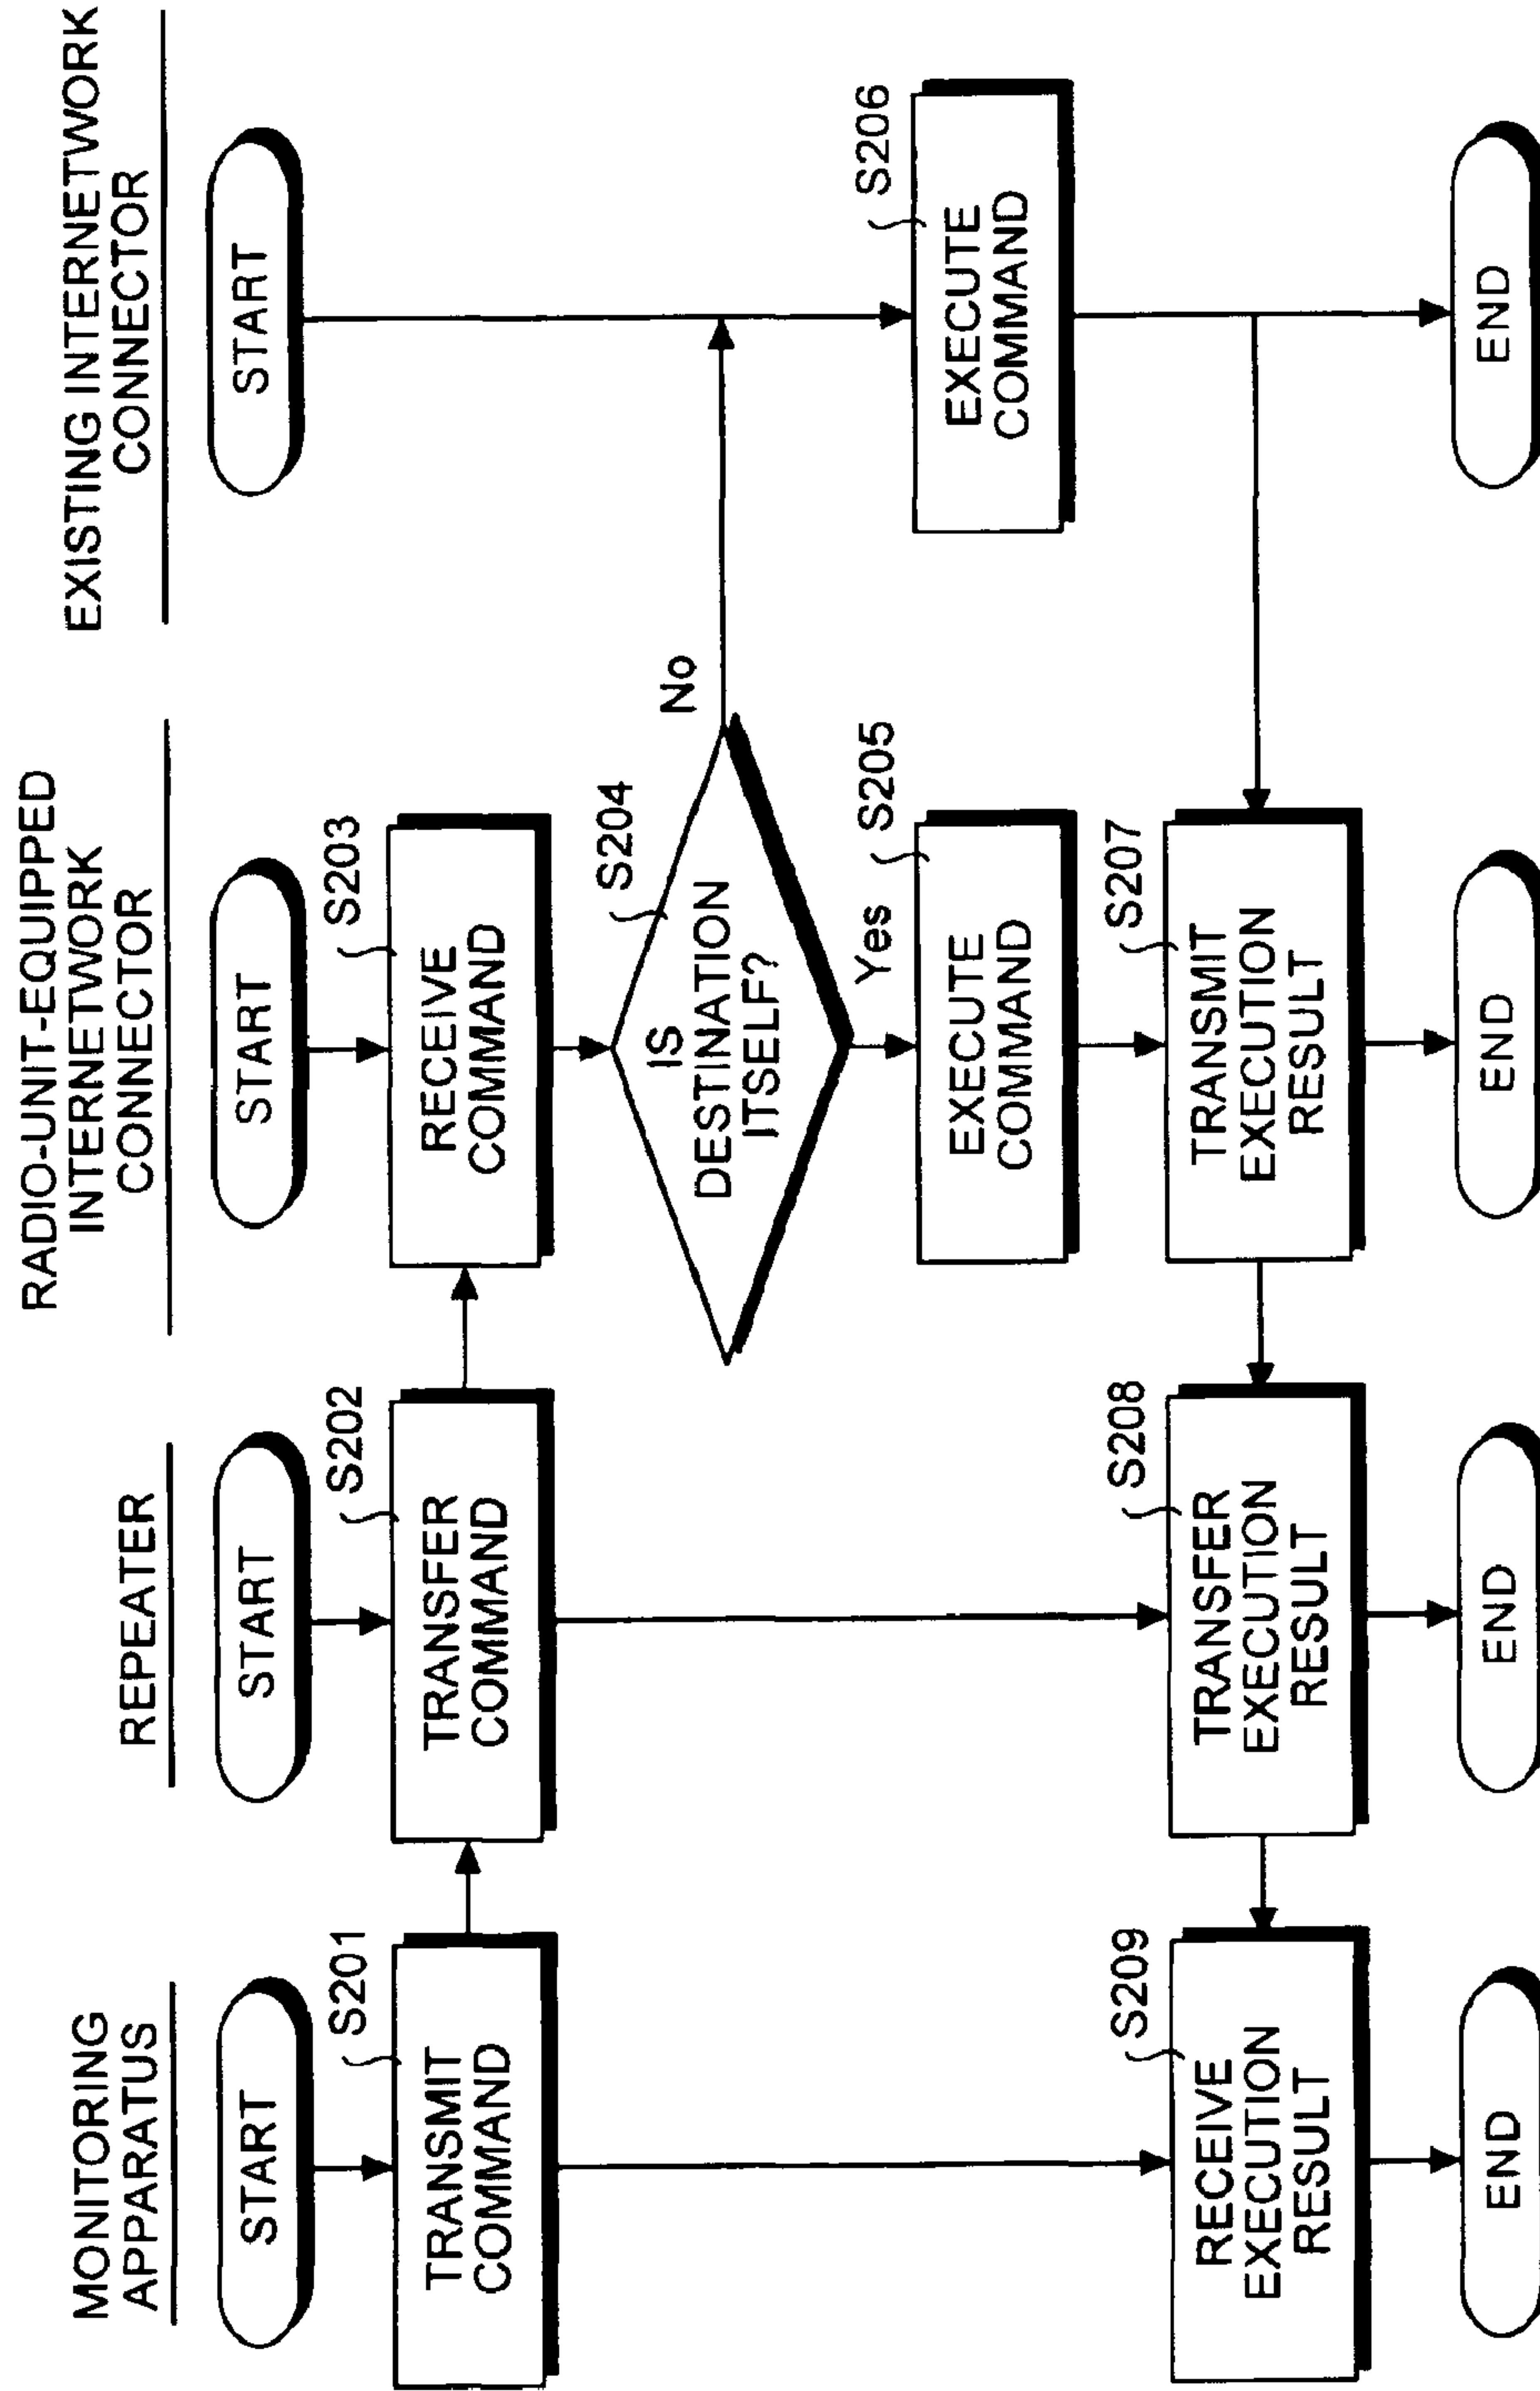 MONITORING
APPARATUS
REPEATER
RADIO-UNIT-EQUIPPED
INTERNETWORK
CONNECTOR
EXISTING INTERNETWORK
CONNECTOR
START
START
START
START
S201
TRANSMIT
COMMAND
S202
TRANSFER
COMMAND
S203
RECEIVE
COMMAND
S204
IS
DESTINATION
ITSELF?
No
Yes
S205
EXECUTE
COMMAND
S206
EXECUTE
COMMAND
S207
TRANSMIT
EXECUTION
RESULT
S208
TRANSFER
EXECUTION
RESULT
S209
RECEIVE
EXECUTION
RESULT
END
END
END
END